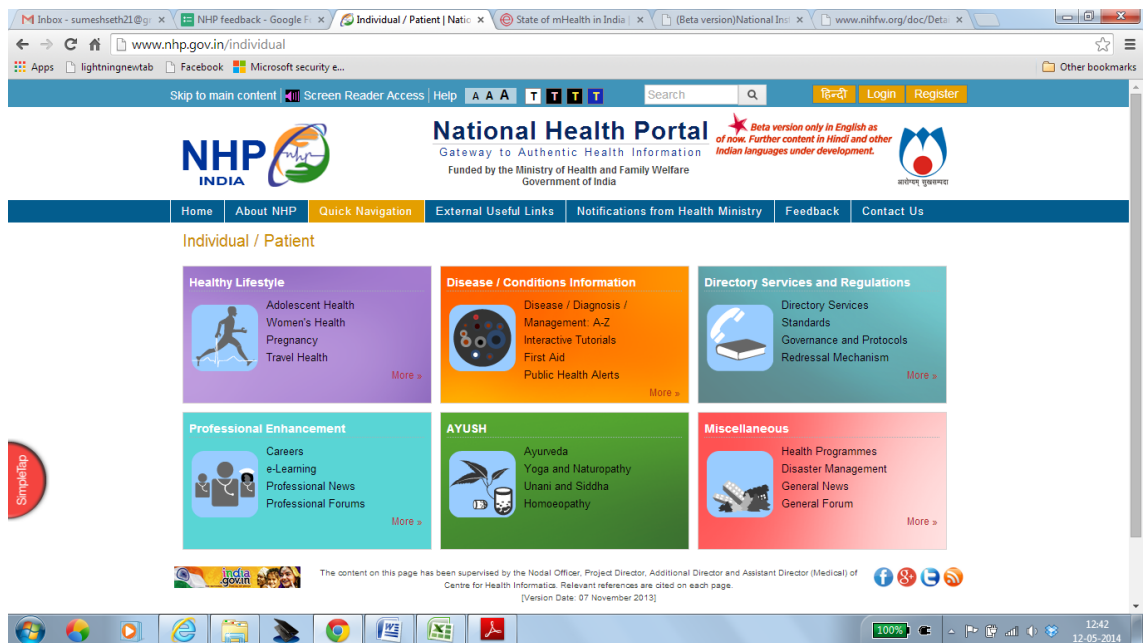 Inbox - sumeshseth21@gr
NHP feedback - Google F
Individual / Patient | Natio
State of mHealth in India |
(Beta version)National Inst
www.nihfw.org/doc/Deta
www.nhp.gov.in/individual
Apps lightningnewtab Facebook Microsoft security e... Other bookmarks
Skip to main content | Screen Reader Access | Help A A A T T T T Search हिन्दी Login Register
NHP
INDIA
nhp
National Health Portal
Gateway to Authentic Health Information
Funded by the Ministry of Health and Family Welfare
Government of India
Beta version only in English as
of now. Further content in Hindi and other
Indian languages under development.
आरोग्यम् सुखसम्पदा
Home About NHP Quick Navigation External Useful Links Notifications from Health Ministry Feedback Contact Us
Individual / Patient
Healthy Lifestyle
Adolescent Health
Women's Health
Pregnancy
Travel Health
More »
Disease / Conditions Information
Disease / Diagnosis /
Management: A-Z
Interactive Tutorials
First Aid
Public Health Alerts
More »
Directory Services and Regulations
Directory Services
Standards
Governance and Protocols
Redressal Mechanism
More »
Professional Enhancement
Careers
e-Learning
Professional News
Professional Forums
More »
AYUSH
Ayurveda
Yoga and Naturopathy
Unani and Siddha
Homoeopathy
Miscellaneous
Health Programmes
Disaster Management
General News
General Forum
More »
SimpleTap
india
.gov.in
The content on this page has been supervised by the Nodal Officer, Project Director, Additional Director and Assistant Director (Medical) of
Centre for Health Informatics. Relevant references are cited on each page.
[Version Date: 07 November 2013]
100%
12:42
12-05-2014